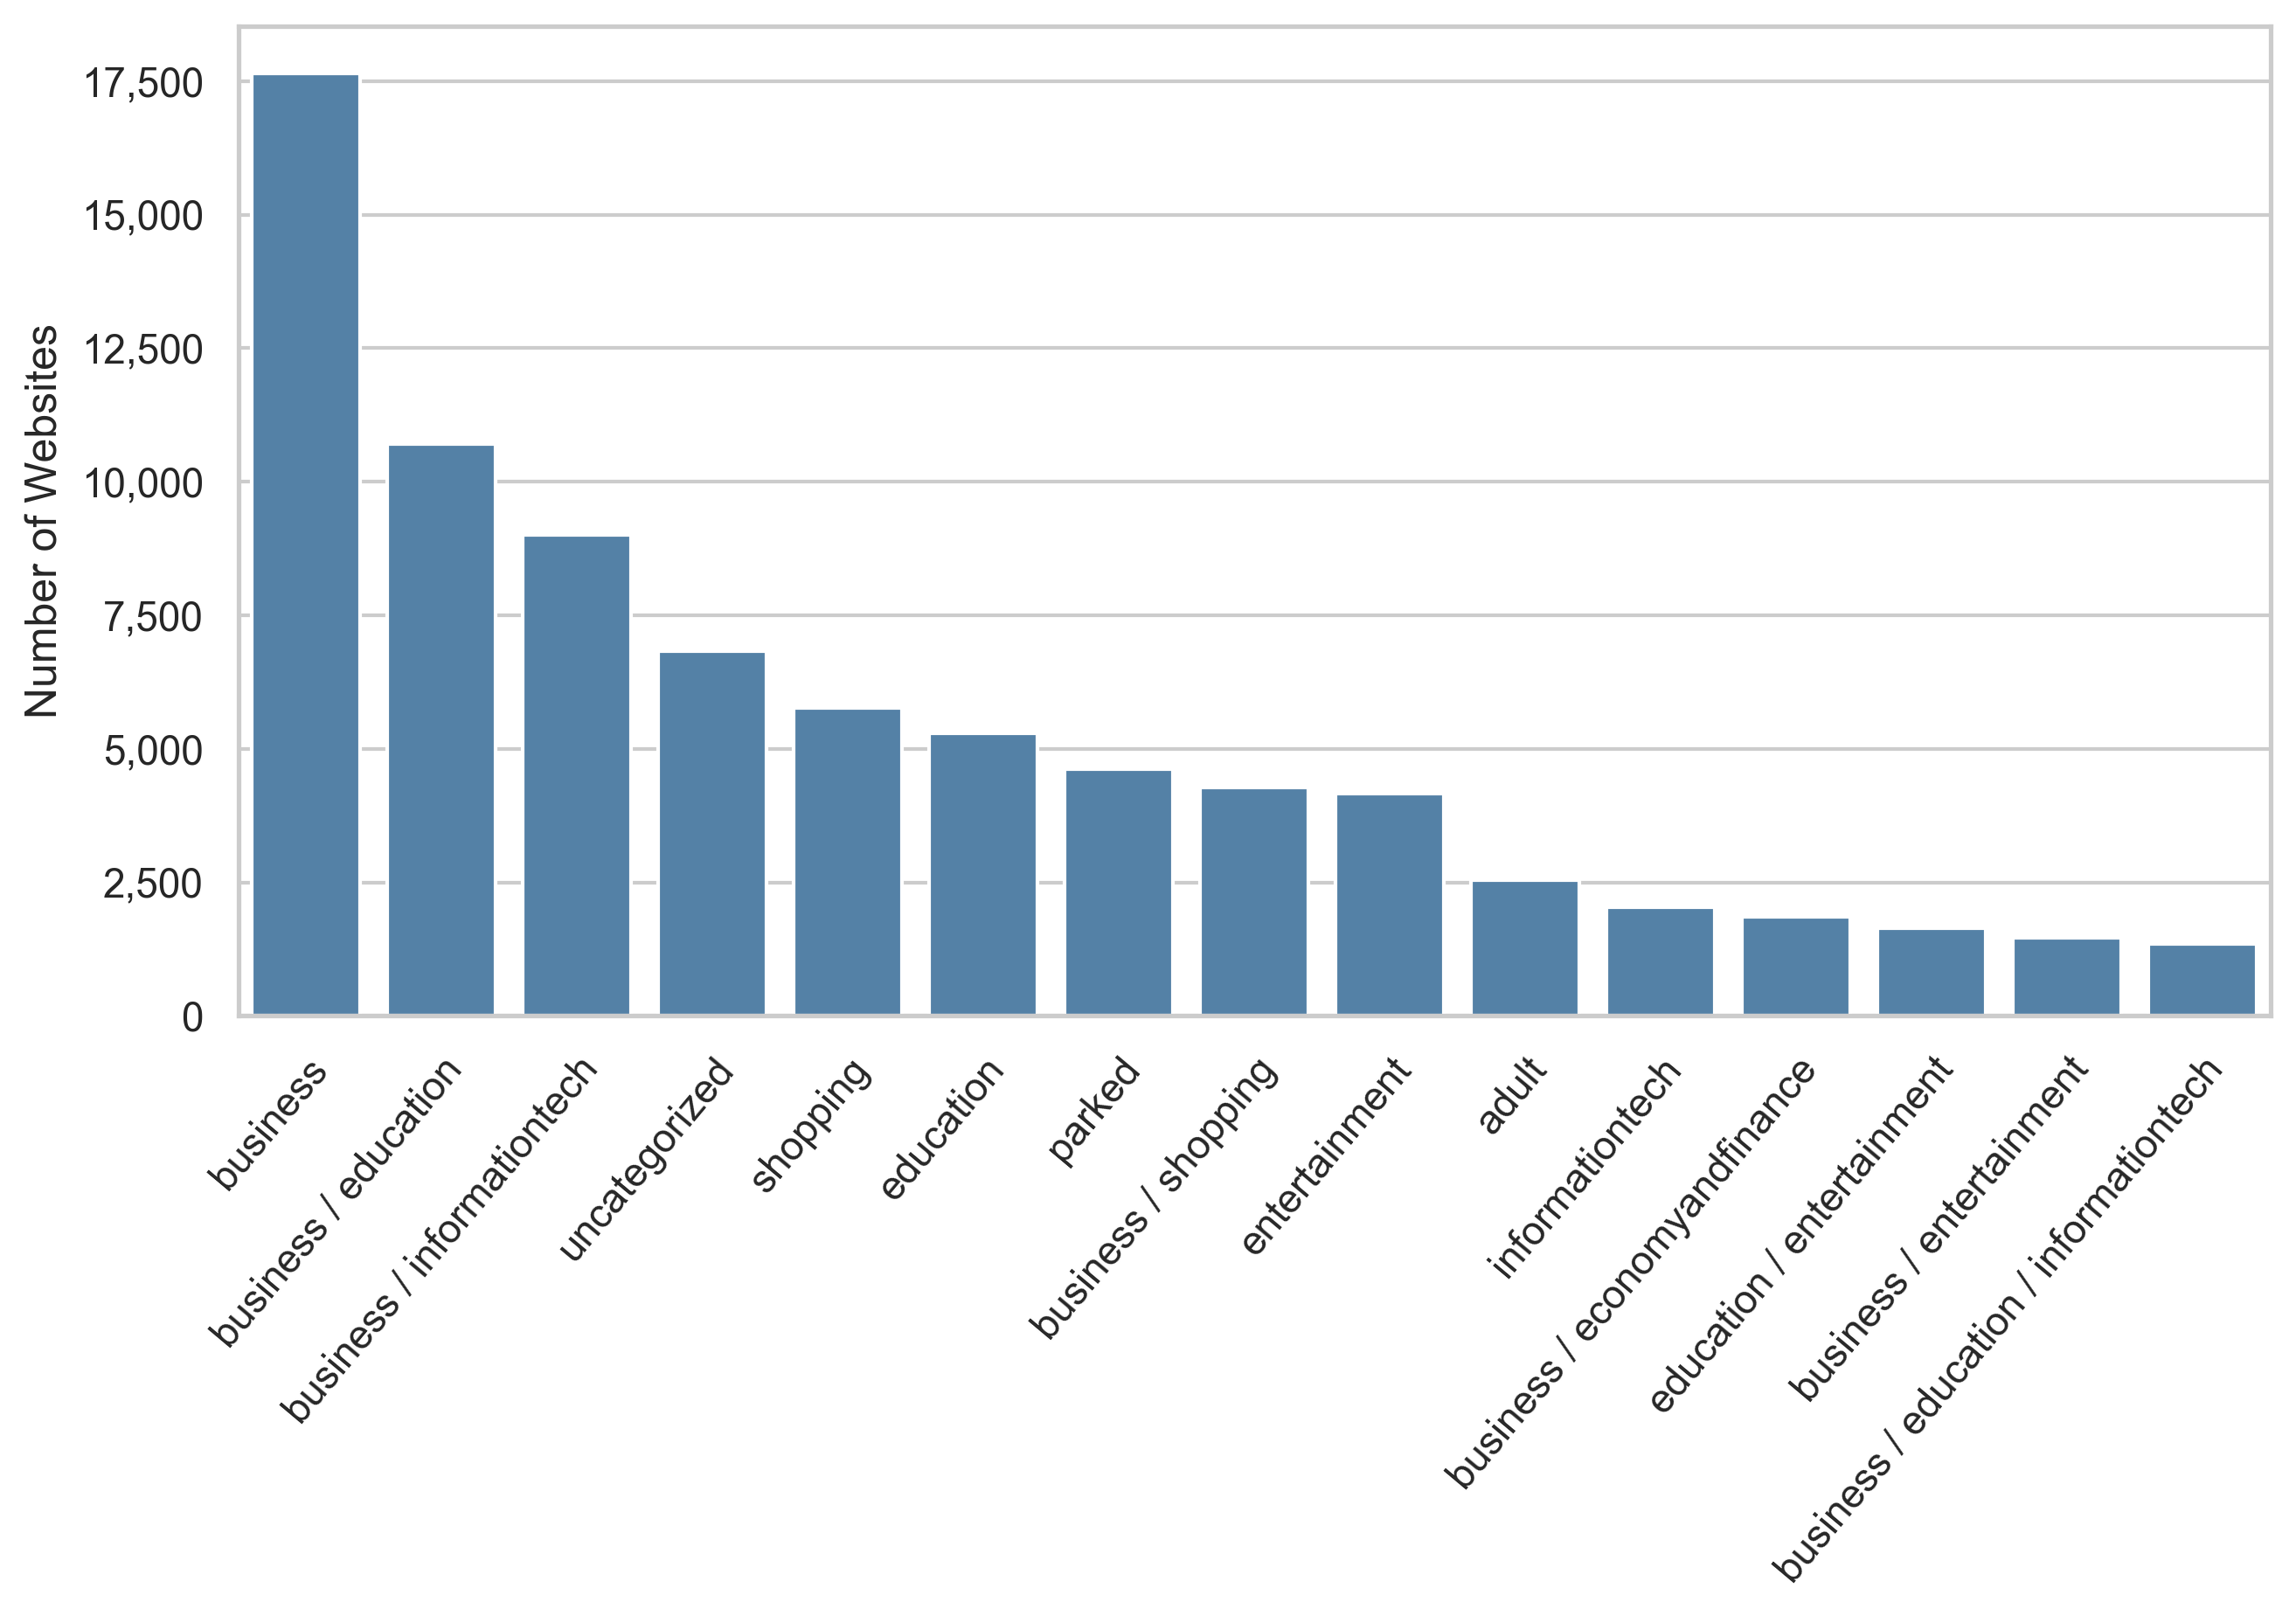 Number of Websites
17,500
15,000
12,500
10,000
7,500
5,000
2,500
0
business
business / education
business / informationtech
uncategorized
shopping
education
parked
business / shopping
entertainment
adult
informationtech
business / economyandfinance
education / entertainment
business / entertainment
business / education / informationtech